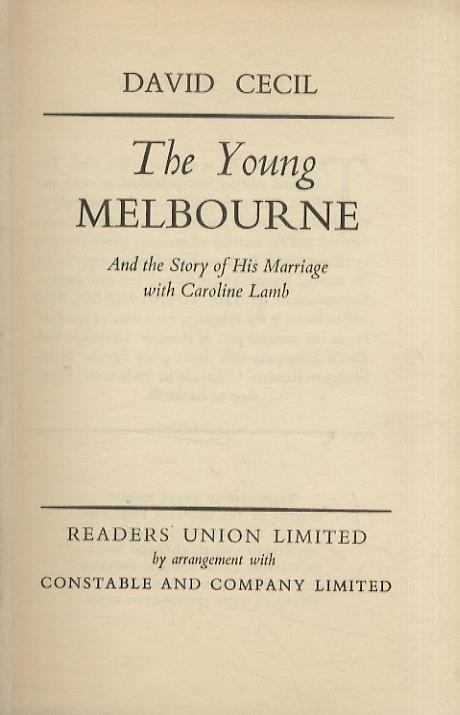 DAVID CECIL
The Young
MELBOURNE
And the Story of His Marriage
with Caroline Lamb
READERS UNION LIMITED
by arrangement with
CONSTABLE AND COMPANY LIMITED